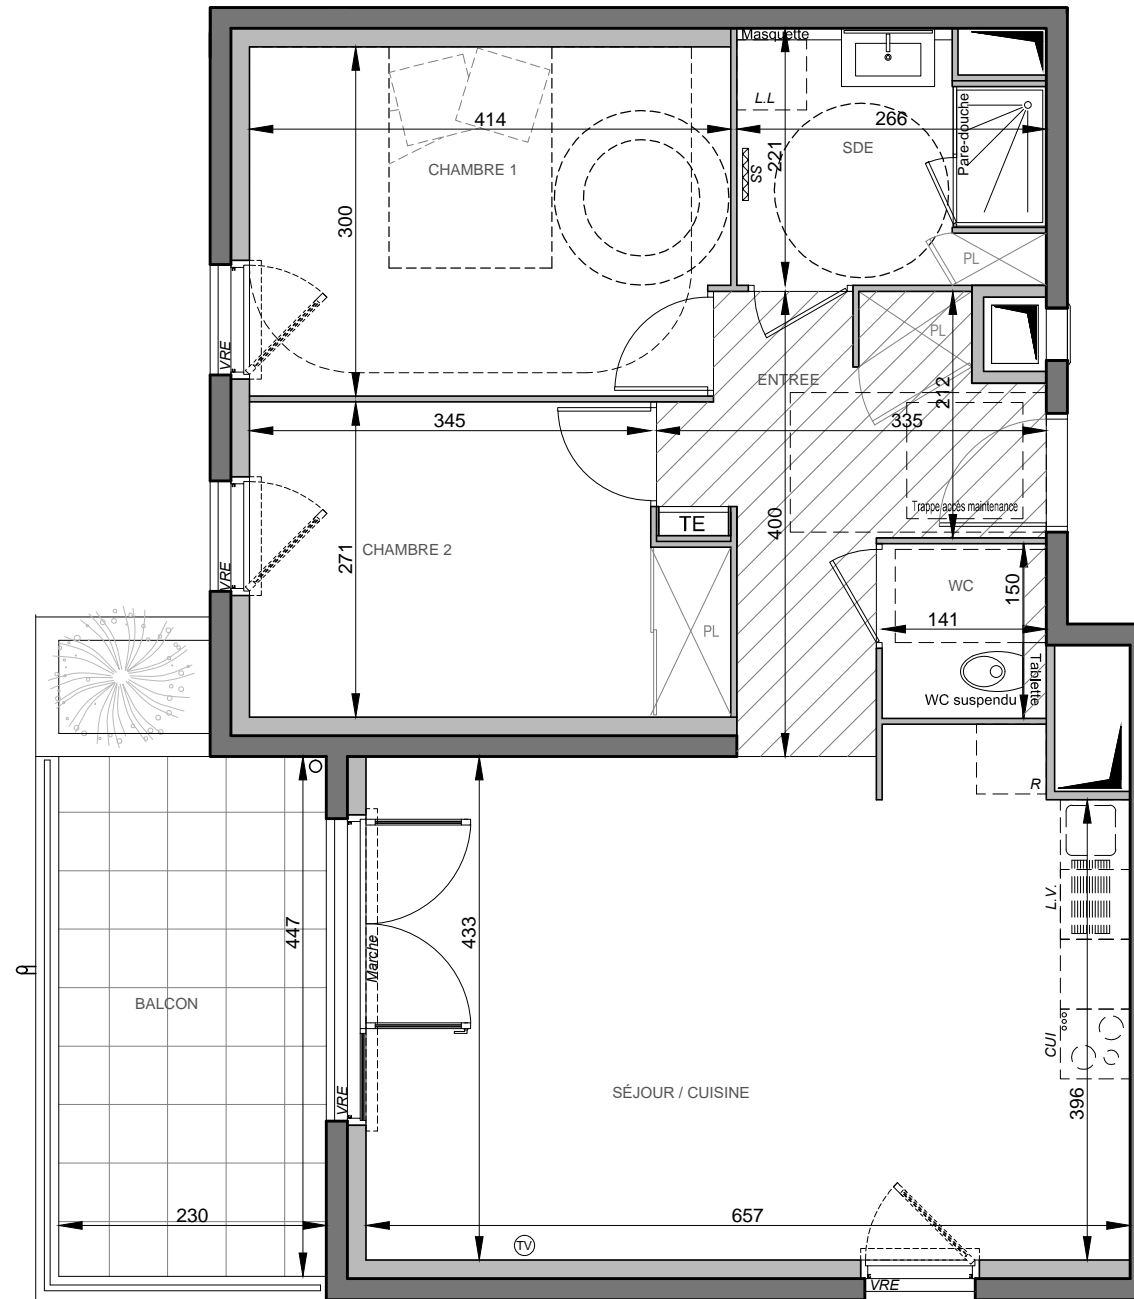 Masquette
L.L
414
266
Pare-douche
SDE
221
SS
CHAMBRE 1
300
PL
PL
VRE
ENTREE
212
345
335
Trappe accès maintenance
TE
400
271
CHAMBRE 2
VRE
WC
150
141
PL
Tablette
WC suspendu
R
L.V.
447
433
Marche
BALCON
CUI
SÉJOUR / CUISINE
VRE
396
230
657
TV
VRE